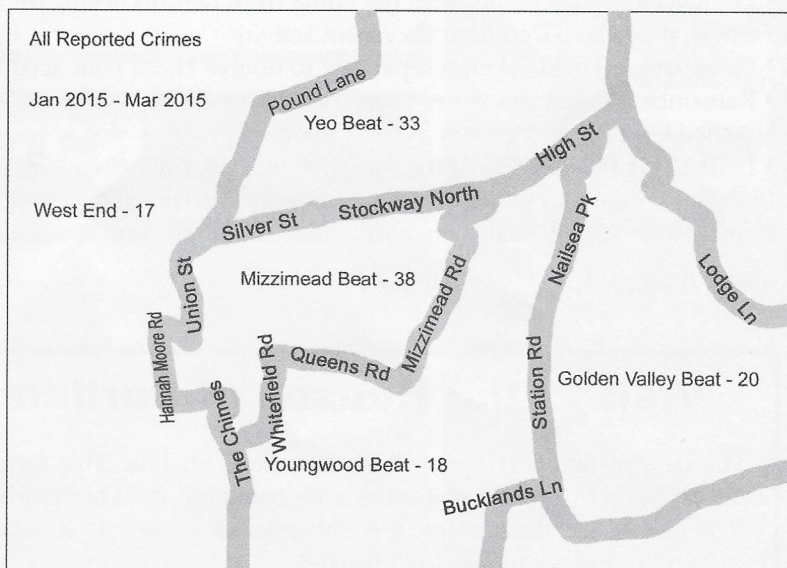 All Reported Crimes
Jan 2015 - Mar 2015
Pound Lane
Yeo Beat - 33
High St
West End - 17
Silver St
Stockway North
Nailsea Pk
Union St
Mizzimead Beat - 38
Mizzimead Rd
Lodge Ln
Hannah Moore Rd
Whitefield Rd
Queens Rd
Station Rd
Golden Valley Beat - 20
The Chimes
Youngwood Beat - 18
Bucklands Ln